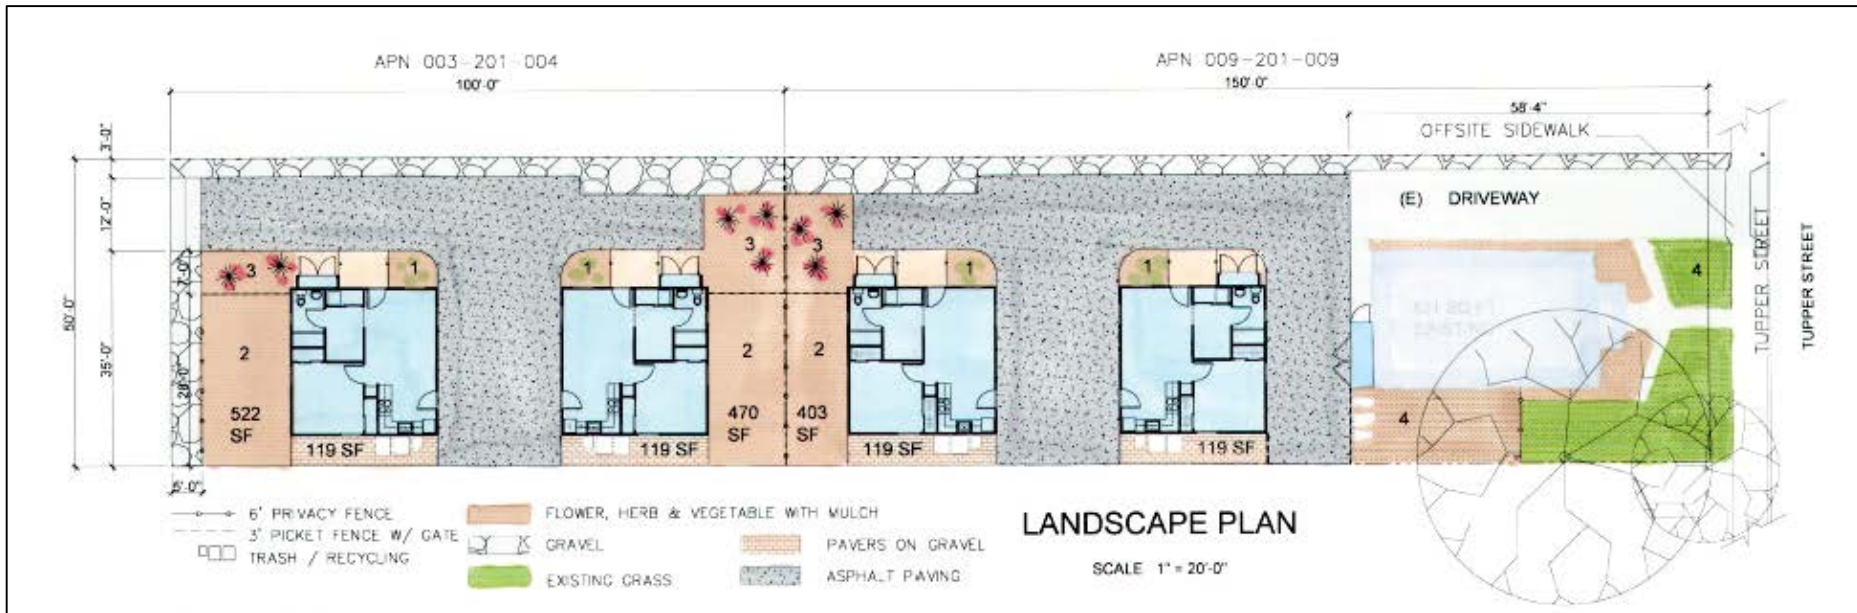 APN 003-201-004
APN 009-201-009
100'-0"
150'-0"
58'-4"
OFFSITE SIDEWALK
3'-0"
12'-0"
50'-0"
35'-0"
7'-0"
28'-0"
5'-0"
(E) DRIVEWAY
TUPPER STREET
TUPPER STREET
3
1
1
3
3
1
1
4
2
2
2
4
522 SF
470 SF
403 SF
119 SF
119 SF
119 SF
119 SF
6' PRIVACY FENCE
3' PICKET FENCE W/ GATE
TRASH / RECYCLING
FLOWER, HERB & VEGETABLE WITH MULCH
GRAVEL
PAVERS ON GRAVEL
EXISTING GRASS
ASPHALT PAVING
LANDSCAPE PLAN
SCALE 1" = 20'-0"